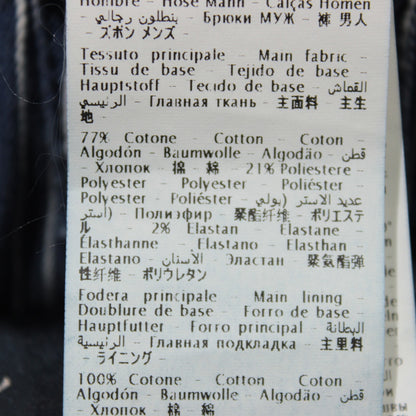 Hombre - Hose Mann - Calças Homen
- بنطلون رجالي - Брюки МУЖ - 裤 男人
- ズボン メンズ -
Tessuto principale - Main fabric -
Tissu de base - Tejido de base -
Hauptstoff - Tecido de base - القماش
الرئيسي - Главная ткань - 主面料 - 主生
地 -
77% Cotone - Cotton - Coton -
Algodón - Baumwolle - Algodão - قطن
- Хлопок - 棉 - 綿 - 21% Poliestere -
Polyester - Polyester - Poliéster -
Polyester - Poliéster - عديد الاستر (بولي
أستر) - Полиэфир - 聚酯纤维 - ポリエステ
ル - 2% Elastan - Elastane -
Élasthanne - Elastano - Elasthan -
Elastano - الأستان - Эластан - 聚氨酯弹
性纤维 - ポリウレタン
Fodera principale - Main lining -
Doublure de base - Forro de base -
Hauptfutter - Forro principal - البطانة
الرئيسية - Главная подкладка - 主里料
- ライニング -
100% Cotone - Cotton - Coton -
Algodón - Baumwolle - Algodão - قطن
- Хлопок - 棉 - 綿